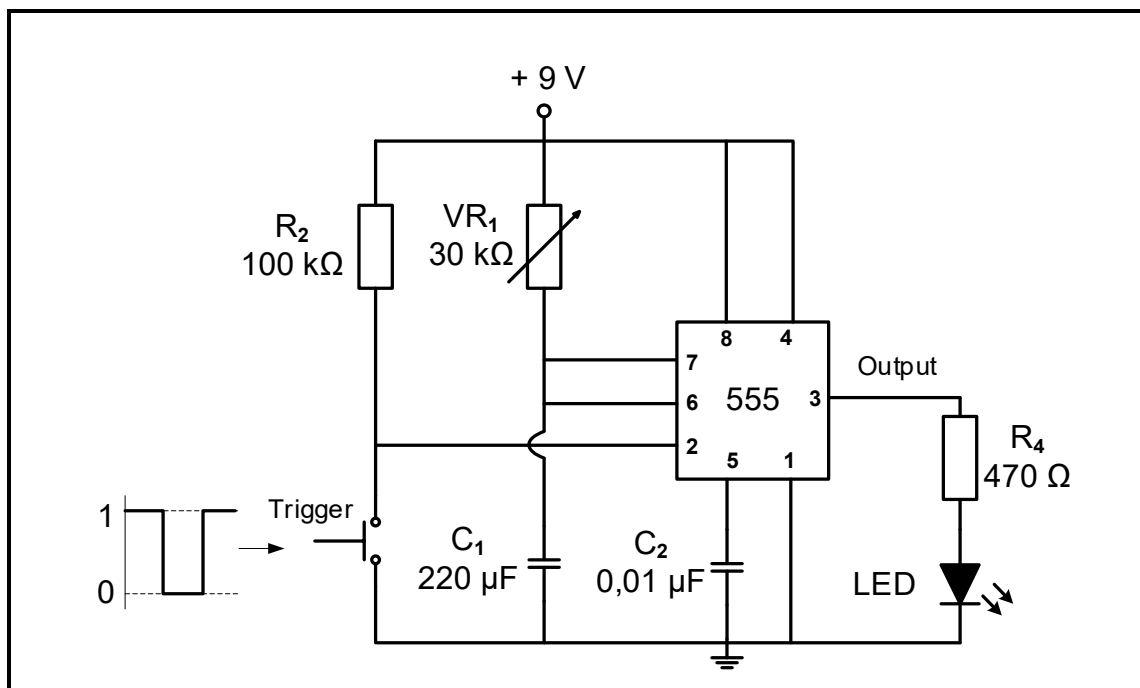 + 9 V
R₂
100 kΩ
VR₁
30 kΩ
8 4
7
6
2
555
3
5 1
Output
R₄
470 Ω
1
0
Trigger
C₁
220 µF
C₂
0,01 µF
LED